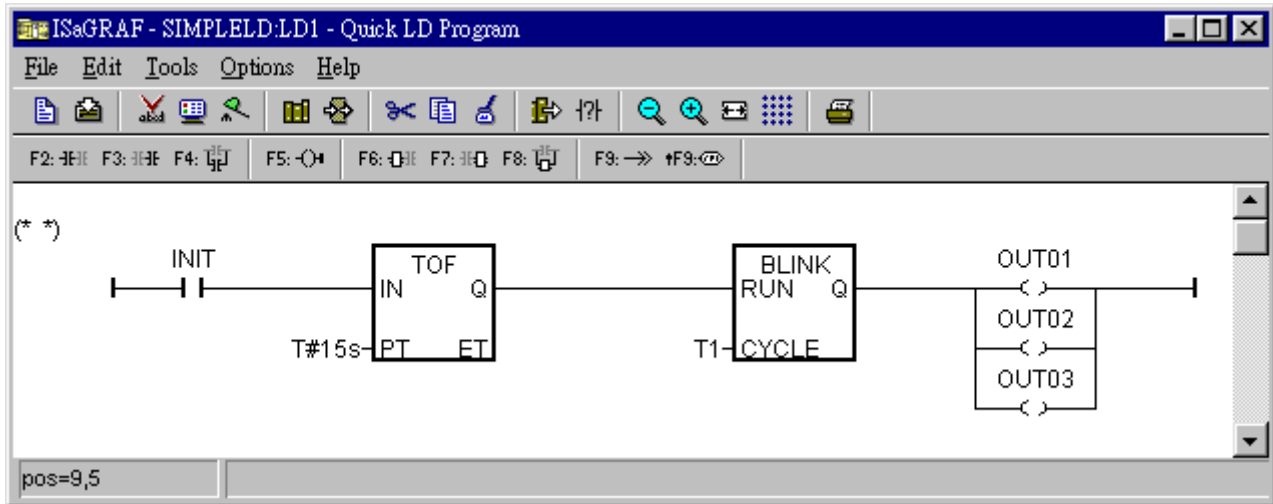 ISaGRAF - SIMPLELD:LD1 - Quick LD Program
File Edit Tools Options Help
F2: F3: F4: F5: F6: F7: F8: F9: F9:
(* *)
INIT
TOF
BLINK
OUT01
IN Q
RUN Q
OUT02
T#15s PT ET
T1 CYCLE
OUT03
pos=9,5